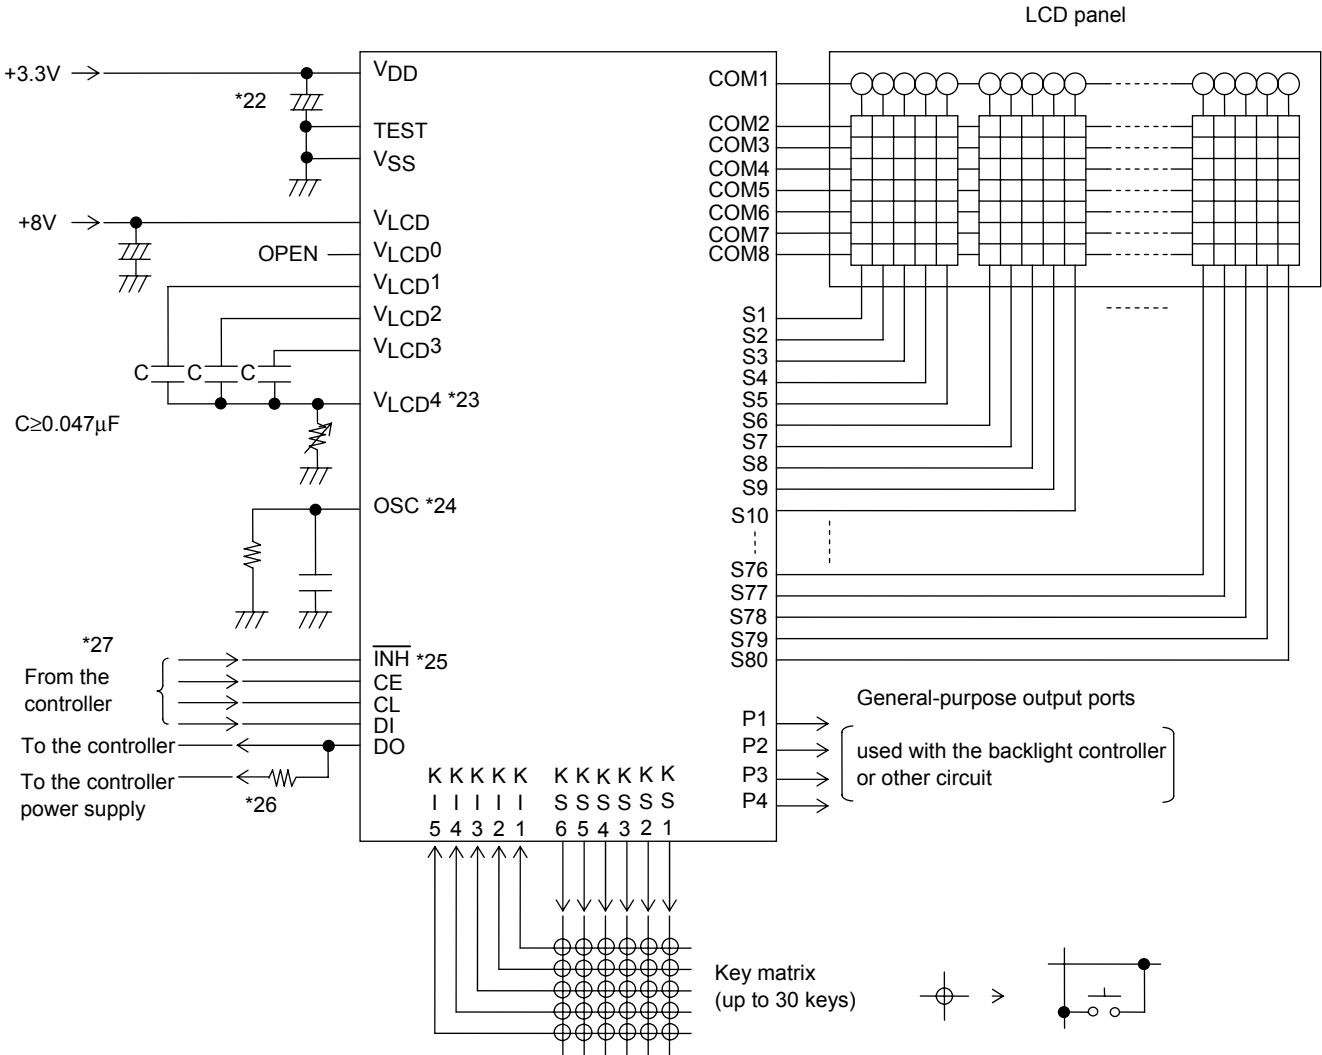 LCD panel
+3.3V
*22
VDD
TEST
VSS
+8V
VLCD
OPEN
VLCD0
VLCD1
VLCD2
VLCD3
C C C
VLCD4 *23
C≥0.047μF
OSC *24
*27
From the
controller
INH *25
CE
CL
DI
To the controller
DO
To the controller
power supply
*26
COM1
COM2
COM3
COM4
COM5
COM6
COM7
COM8
S1
S2
S3
S4
S5
S6
S7
S8
S9
S10
S76
S77
S78
S79
S80
General-purpose output ports
P1
P2
P3
P4
used with the backlight controller
or other circuit
K K K K K K K K K K K
I I I I I S S S S S S
5 4 3 2 1 6 5 4 3 2 1
Key matrix
(up to 30 keys)